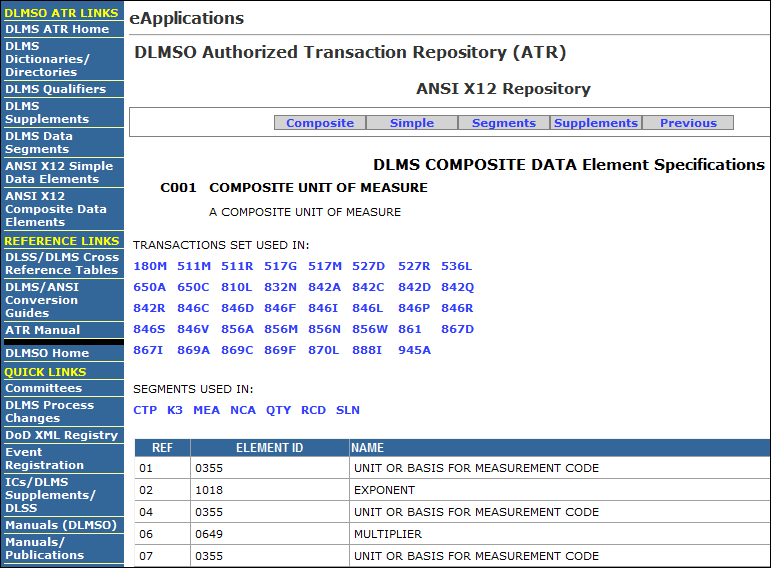 DLMSO ATR LINKS
DLMS ATR Home
DLMS
Dictionaries/
Directories
DLMS Qualifiers
DLMS
Supplements
DLMS Data
Segments
ANSI X12 Simple
Data Elements
ANSI X12
Composite Data
Elements
REFERENCE LINKS
DLSS/DLMS Cross
Reference Tables
DLMS/ANSI
Conversion
Guides
ATR Manual
DLMSO Home
QUICK LINKS
Committees
DLMS Process
Changes
DoD XML Registry
Event
Registration
ICs/DLMS
Supplements/
DLSS
Manuals (DLMSO)
Manuals/
Publications
eApplications
DLMSO Authorized Transaction Repository (ATR)
ANSI X12 Repository
Composite Simple Segments Supplements Previous
DLMS COMPOSITE DATA Element Specifications
C001 COMPOSITE UNIT OF MEASURE
A COMPOSITE UNIT OF MEASURE
TRANSACTIONS SET USED IN:
180M 511M 511R 517G 517M 527D 527R 536L
650A 650C 810L 832N 842A 842C 842D 842Q
842R 846C 846D 846F 846I 846L 846P 846R
846S 846V 856A 856M 856N 856W 861 867D
867I 869A 869C 869F 870L 888I 945A
SEGMENTS USED IN:
CTP K3 MEA NCA QTY RCD SLN
REF ELEMENT ID NAME
01 0355 UNIT OR BASIS FOR MEASUREMENT CODE
02 1018 EXPONENT
04 0355 UNIT OR BASIS FOR MEASUREMENT CODE
06 0649 MULTIPLIER
07 0355 UNIT OR BASIS FOR MEASUREMENT CODE